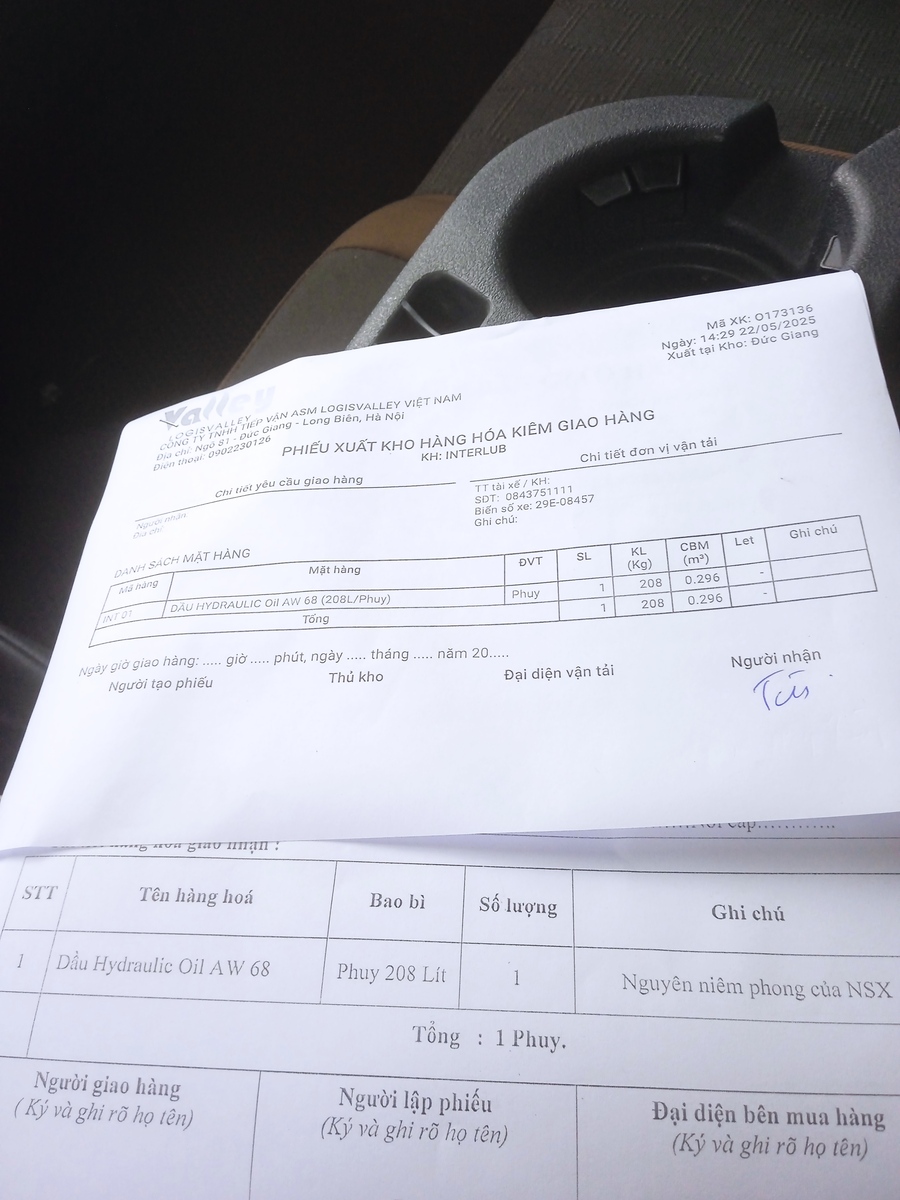 Mã XK: O173136
Ngày: 14:29 22/05/2025
Xuất tại Kho: Đức Giang
Valley
LOGISVALLEY
CÔNG TY TNHH TIẾP VẬN ASM LOGISVALLEY VIỆT NAM
Địa chỉ: Ngõ 81 - Đức Giang - Long Biên, Hà Nội
Điện thoại: 0902230126
PHIẾU XUẤT KHO HÀNG HÓA KIÊM GIAO HÀNG
KH: INTERLUB
Chi tiết yêu cầu giao hàng
Chi tiết đơn vị vận tải
Người nhận:
Địa chỉ:
TT tài xế / KH:
SĐT: 0843751111
Biển số xe: 29E-08457
Ghi chú:
DANH SÁCH MẶT HÀNG
Mã hàng Mặt hàng ĐVT SL KL (Kg) CBM (m³) Let Ghi chú
INT 01 DẦU HYDRAULIC Oil AW 68 (208L/Phuy) Phuy 1 208 0.296 -
Tổng 1 208 0.296 -
Ngày giờ giao hàng: ..... giờ ..... phút, ngày ..... tháng ..... năm 20.....
Người tạo phiếu Thủ kho Đại diện vận tải Người nhận
hàng hoá giao nhận :
STT Tên hàng hoá Bao bì Số lượng Ghi chú
1 Dầu Hydraulic Oil AW 68 Phuy 208 Lít 1 Nguyên niêm phong của NSX
Tổng : 1 Phuy.
Người giao hàng Người lập phiếu Đại diện bên mua hàng
(Ký và ghi rõ họ tên) (Ký và ghi rõ họ tên) (Ký và ghi rõ họ tên)